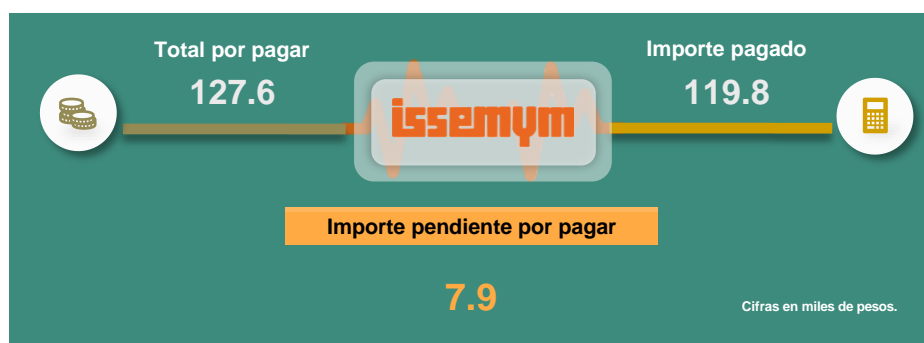 Total por pagar
127.6
Importe pagado
119.8
issemym
Importe pendiente por pagar
7.9
Cifras en miles de pesos.